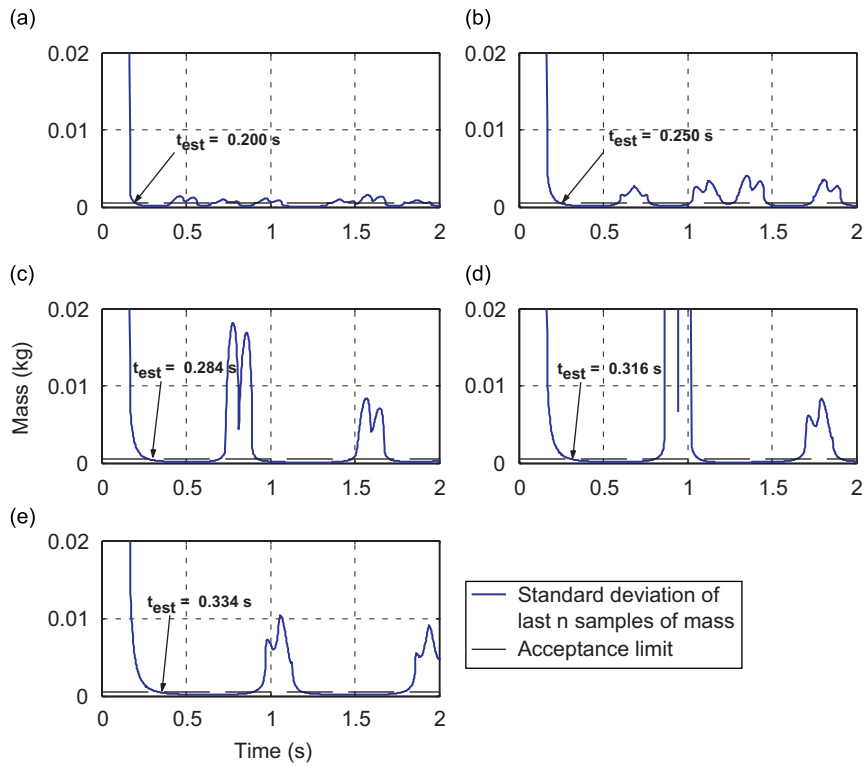 (a)
(b)
0.02
0.01
0
t_est = 0.200 s
0 0.5 1 1.5 2
0.02
0.01
0
t_est = 0.250 s
0 0.5 1 1.5 2
(c)
(d)
Mass (kg)
0.02
0.01
0
t_est = 0.284 s
0 0.5 1 1.5 2
0.02
0.01
0
t_est = 0.316 s
0 0.5 1 1.5 2
(e)
0.02
0.01
0
t_est = 0.334 s
0 0.5 1 1.5 2
Time (s)
Standard deviation of
last n samples of mass
Acceptance limit